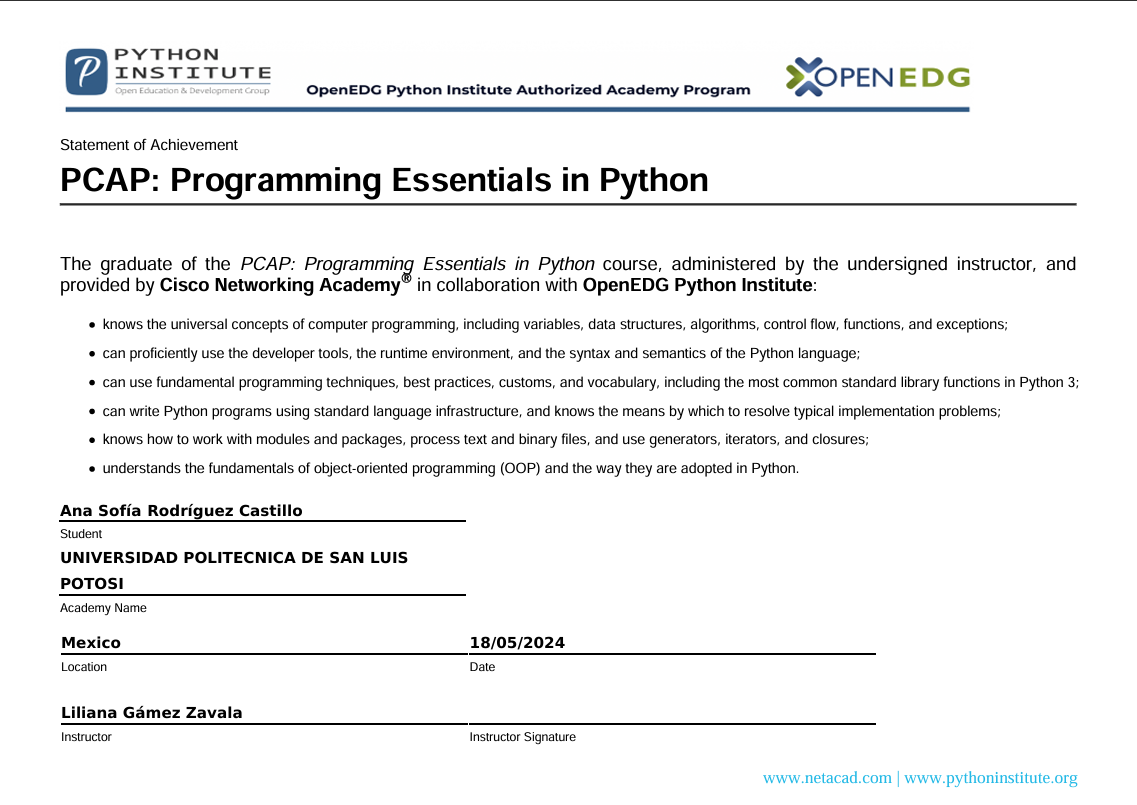 PYTHON
INSTITUTE
Open Education & Development Group
OpenEDG Python Institute Authorized Academy Program
OPENEDG
Statement of Achievement
PCAP: Programming Essentials in Python
The graduate of the PCAP: Programming Essentials in Python course, administered by the undersigned instructor, and
provided by Cisco Networking Academy® in collaboration with OpenEDG Python Institute:
• knows the universal concepts of computer programming, including variables, data structures, algorithms, control flow, functions, and exceptions;
• can proficiently use the developer tools, the runtime environment, and the syntax and semantics of the Python language;
• can use fundamental programming techniques, best practices, customs, and vocabulary, including the most common standard library functions in Python 3;
• can write Python programs using standard language infrastructure, and knows the means by which to resolve typical implementation problems;
• knows how to work with modules and packages, process text and binary files, and use generators, iterators, and closures;
• understands the fundamentals of object-oriented programming (OOP) and the way they are adopted in Python.
Ana Sofía Rodríguez Castillo
Student
UNIVERSIDAD POLITECNICA DE SAN LUIS
POTOSI
Academy Name
Mexico 18/05/2024
Location Date
Liliana Gámez Zavala
Instructor Instructor Signature
www.netacad.com | www.pythoninstitute.org